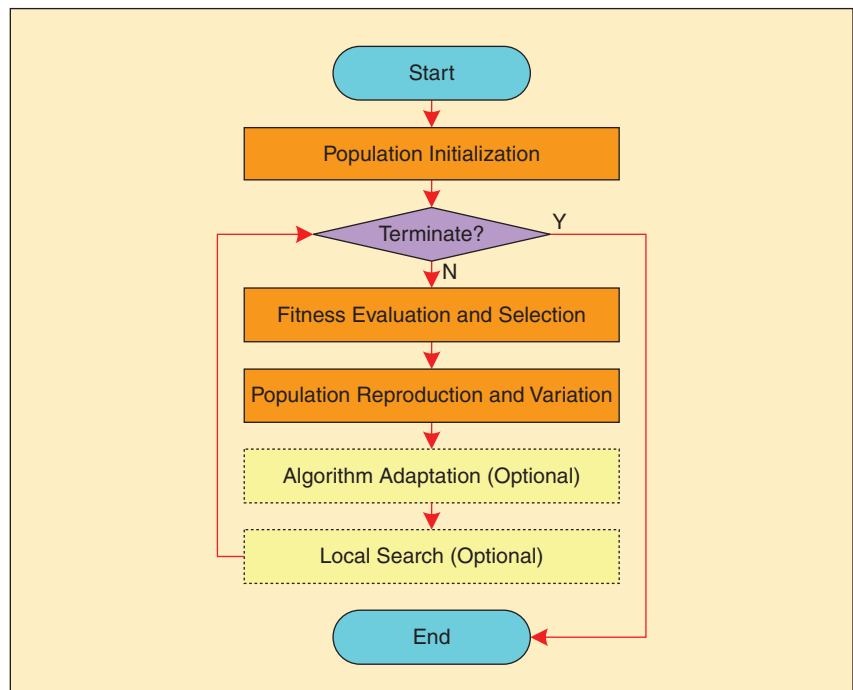 Start
Population Initialization
Terminate?
Y
N
Fitness Evaluation and Selection
Population Reproduction and Variation
Algorithm Adaptation (Optional)
Local Search (Optional)
End